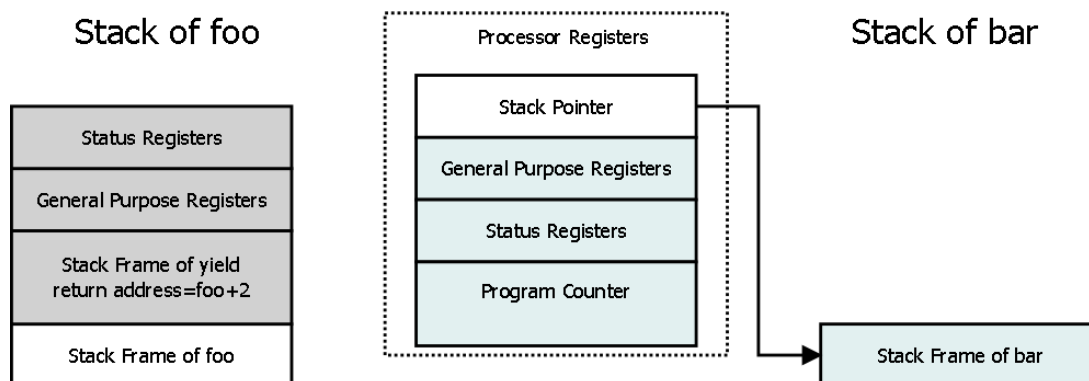 Stack of foo
Status Registers
General Purpose Registers
Stack Frame of yield
return address=foo+2
Stack Frame of foo
Processor Registers
Stack Pointer
General Purpose Registers
Status Registers
Program Counter
Stack of bar
Stack Frame of bar